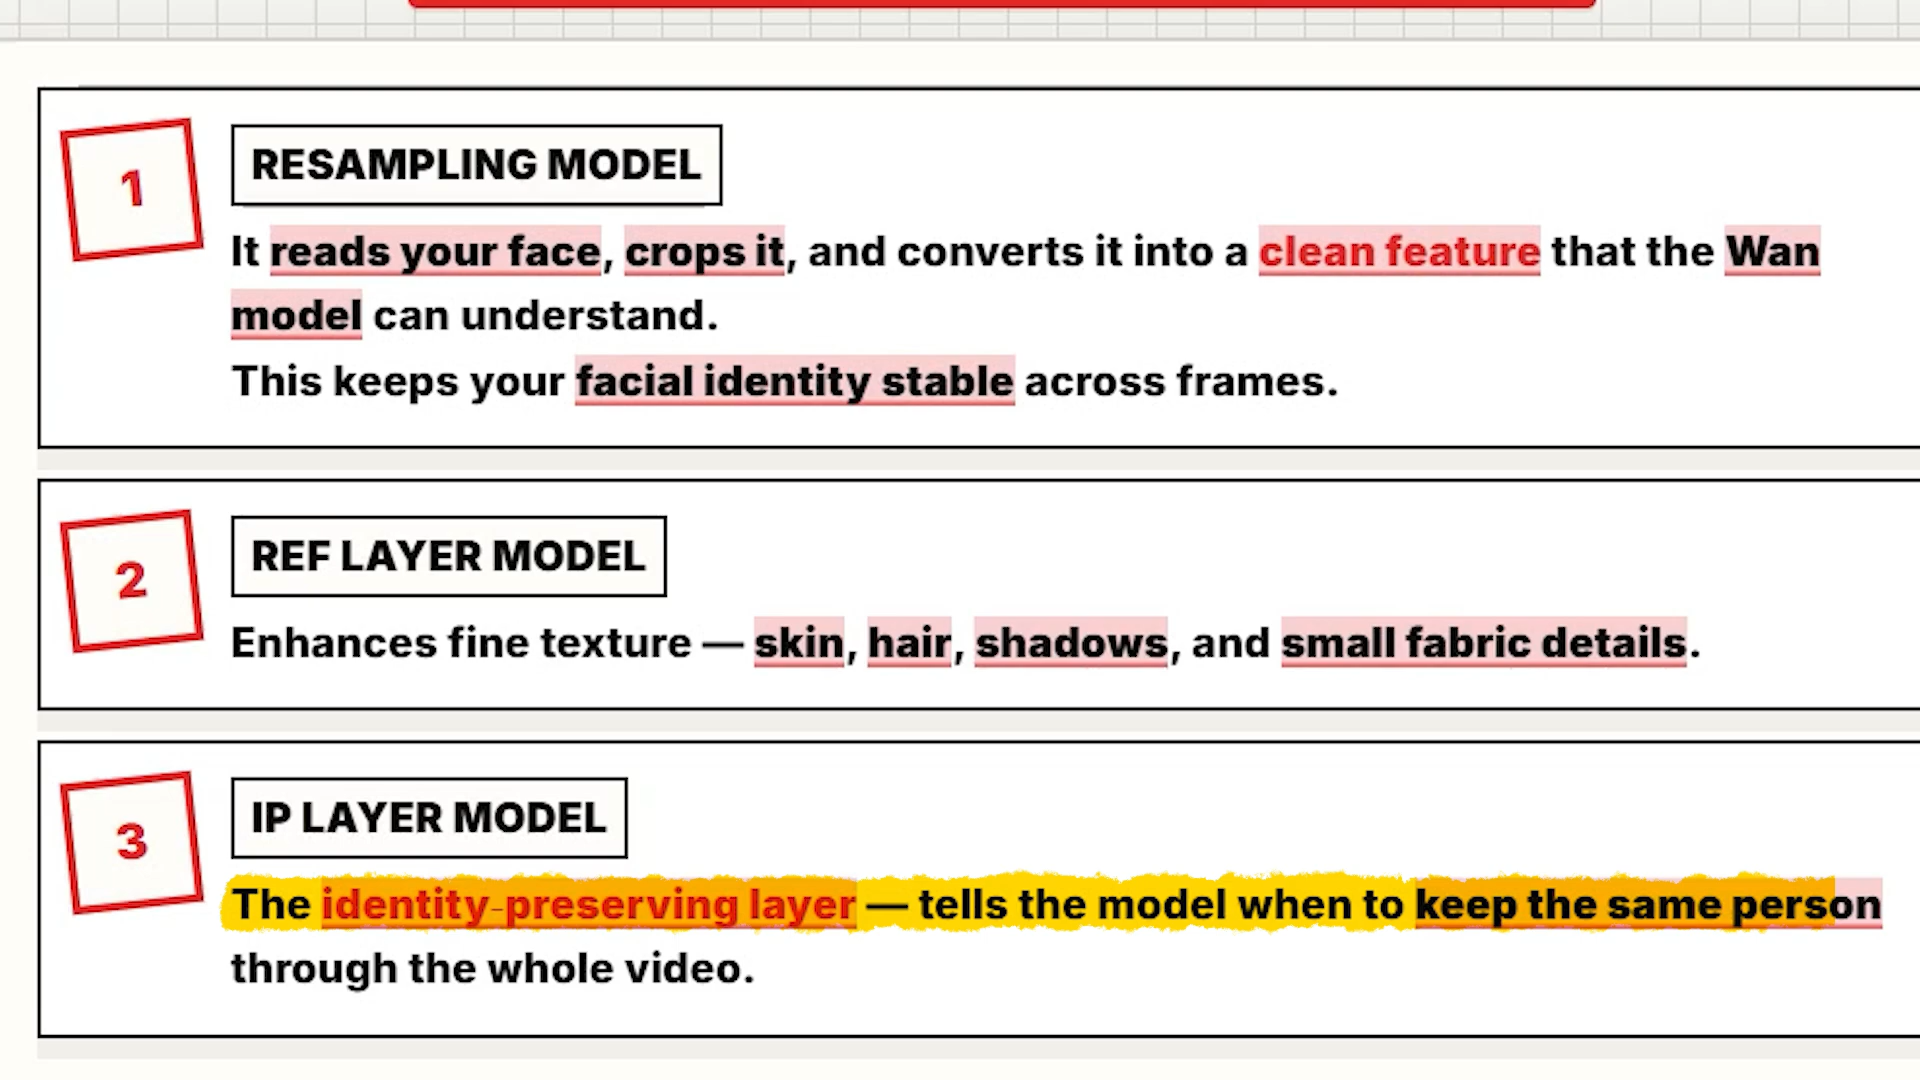 1
RESAMPLING MODEL
It reads your face, crops it, and converts it into a clean feature that the Wan
model can understand.
This keeps your facial identity stable across frames.
2
REF LAYER MODEL
Enhances fine texture — skin, hair, shadows, and small fabric details.
3
IP LAYER MODEL
The identity-preserving layer — tells the model when to keep the same person
through the whole video.